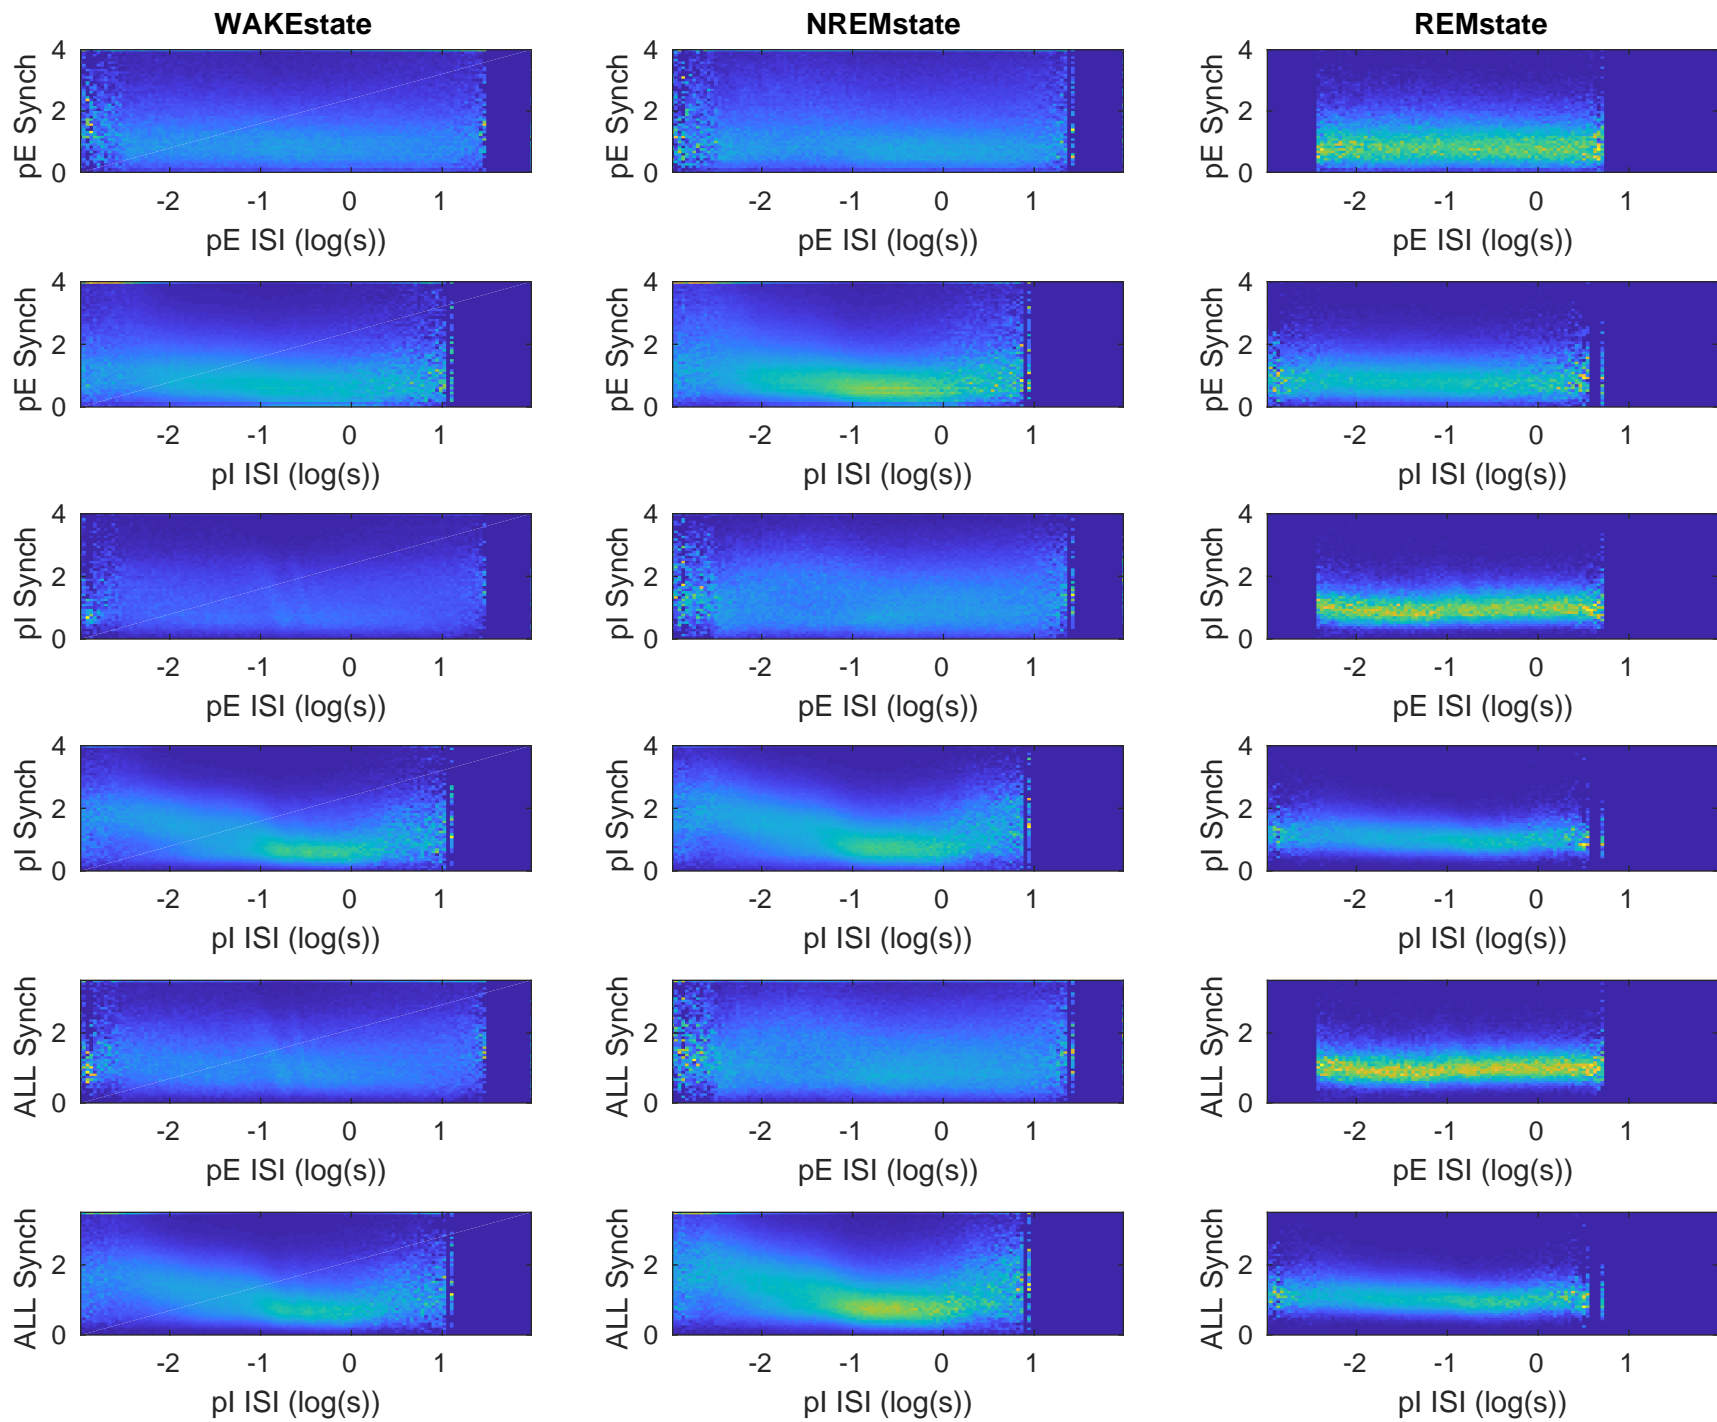 WAKEstate NREMstate REMstate
4 4 4
pE Synch pE Synch pE Synch
2 2 2
0 0 0
-2 -1 0 1 -2 -1 0 1 -2 -1 0 1
pE ISI (log(s)) pE ISI (log(s)) pE ISI (log(s))
4 4 4
pE Synch pE Synch pE Synch
2 2 2
0 0 0
-2 -1 0 1 -2 -1 0 1 -2 -1 0 1
pI ISI (log(s)) pI ISI (log(s)) pI ISI (log(s))
4 4 4
pI Synch pI Synch pI Synch
2 2 2
0 0 0
-2 -1 0 1 -2 -1 0 1 -2 -1 0 1
pE ISI (log(s)) pE ISI (log(s)) pE ISI (log(s))
4 4 4
pI Synch pI Synch pI Synch
2 2 2
0 0 0
-2 -1 0 1 -2 -1 0 1 -2 -1 0 1
pI ISI (log(s)) pI ISI (log(s)) pI ISI (log(s))
ALL Synch ALL Synch ALL Synch
2 2 2
0 0 0
-2 -1 0 1 -2 -1 0 1 -2 -1 0 1
pE ISI (log(s)) pE ISI (log(s)) pE ISI (log(s))
ALL Synch ALL Synch ALL Synch
2 2 2
0 0 0
-2 -1 0 1 -2 -1 0 1 -2 -1 0 1
pI ISI (log(s)) pI ISI (log(s)) pI ISI (log(s))